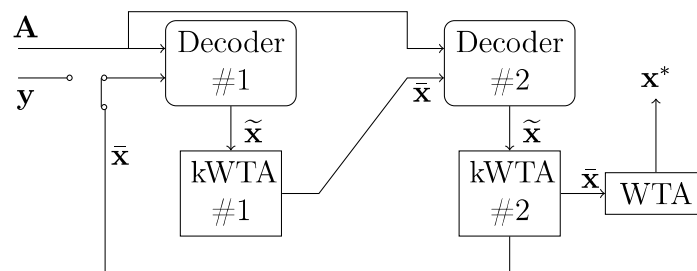 A
y
Decoder
#1
x̃
kWTA
#1
x̄
x̄
Decoder
#2
x̃
kWTA
#2
x̄
WTA
x*